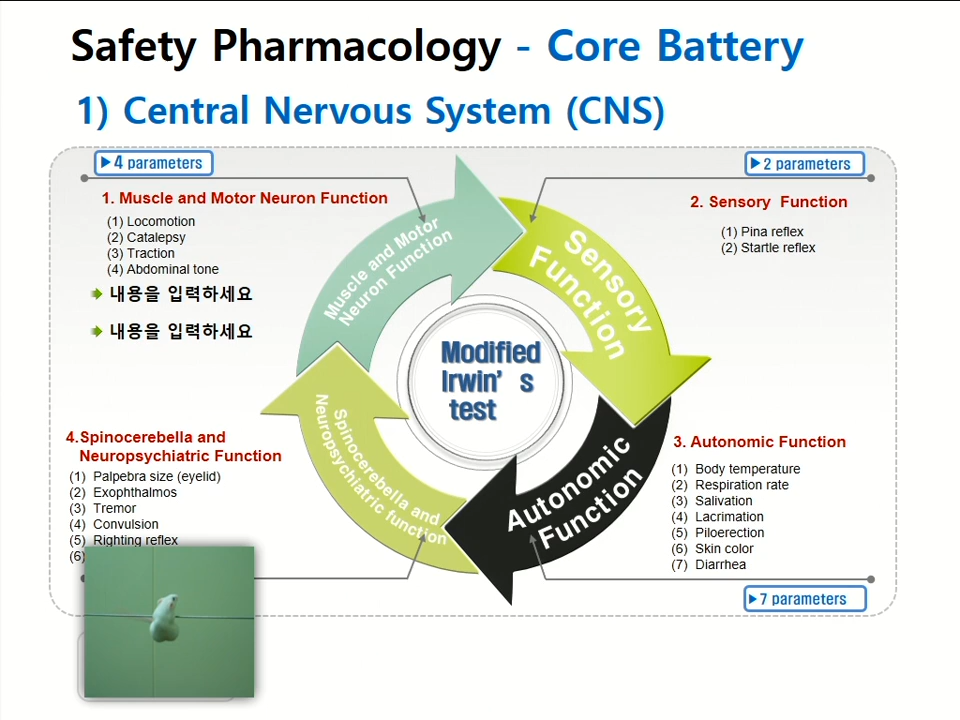 Safety Pharmacology - Core Battery
1) Central Nervous System (CNS)
4 parameters
2 parameters
1. Muscle and Motor Neuron Function
(1) Locomotion
(2) Catalepsy
(3) Traction
(4) Abdominal tone
내용을 입력하세요
내용을 입력하세요
2. Sensory Function
(1) Pina reflex
(2) Startle reflex
Muscle and Motor
Neuron Function
Sensory
Function
Modified
Irwin's
test
Spinocerebella and
Neuropsychiatric function
Autonomic
Function
4.Spinocerebella and
Neuropsychiatric Function
(1) Palpebra size (eyelid)
(2) Exophthalmos
(3) Tremor
(4) Convulsion
(5) Righting reflex
(6)
3. Autonomic Function
(1) Body temperature
(2) Respiration rate
(3) Salivation
(4) Lacrimation
(5) Piloerection
(6) Skin color
(7) Diarrhea
7 parameters